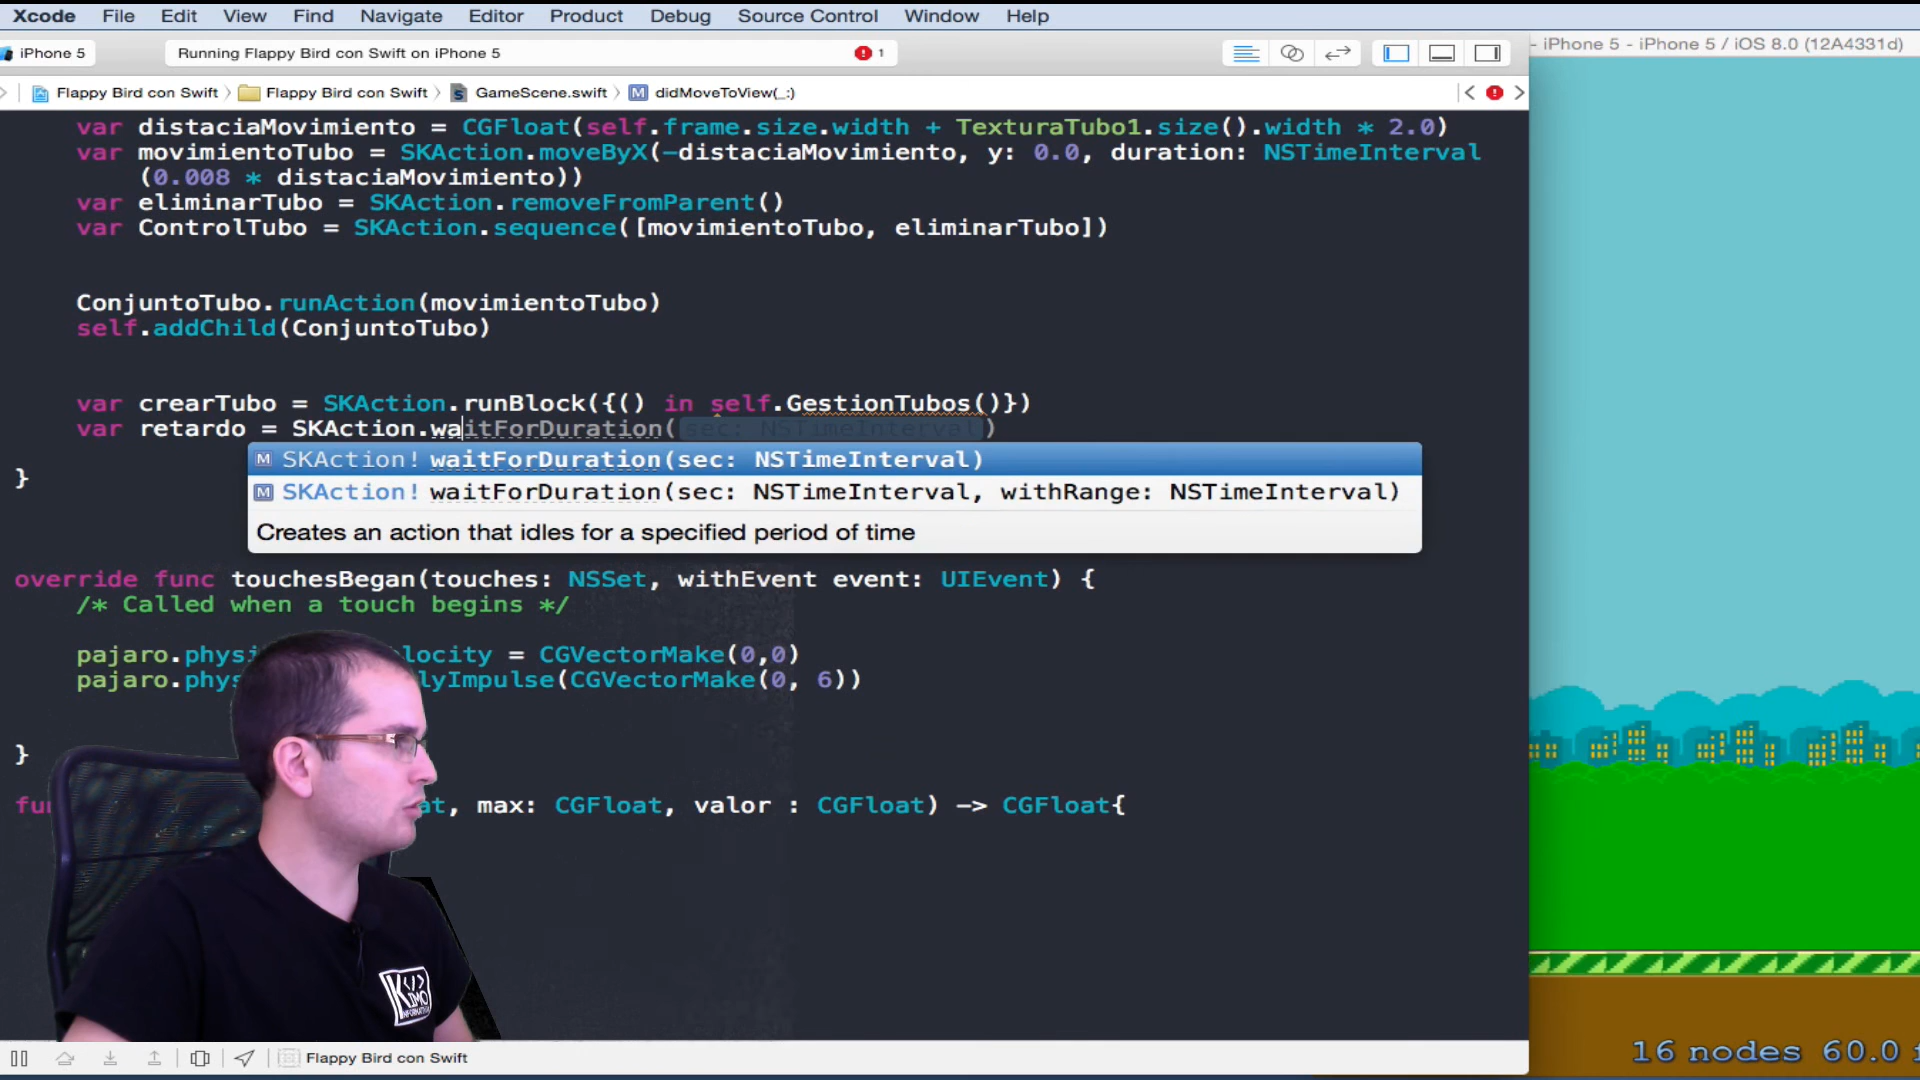 Xcode File Edit View Find Navigate Editor Product Debug Source Control Window Help
iPhone 5 Running Flappy Bird con Swift on iPhone 5 1
- iPhone 5 - iPhone 5 / iOS 8.0 (12A4331d)
Flappy Bird con Swift Flappy Bird con Swift GameScene.swift M didMoveToView(_:)
var distaciaMovimiento = CGFloat(self.frame.size.width + TexturaTubo1.size().width * 2.0)
var movimientoTubo = SKAction.moveByX(-distaciaMovimiento, y: 0.0, duration: NSTimeInterval
(0.008 * distaciaMovimiento))
var eliminarTubo = SKAction.removeFromParent()
var ControlTubo = SKAction.sequence([movimientoTubo, eliminarTubo])
ConjuntoTubo.runAction(movimientoTubo)
self.addChild(ConjuntoTubo)
var crearTubo = SKAction.runBlock({() in self.GestionTubos()})
var retardo = SKAction.waitForDuration(sec: NSTimeInterval)
M SKAction! waitForDuration(sec: NSTimeInterval)
}
M SKAction! waitForDuration(sec: NSTimeInterval, withRange: NSTimeInterval)
Creates an action that idles for a specified period of time
override func touchesBegan(touches: NSSet, withEvent event: UIEvent) {
/* Called when a touch begins */
pajaro.physi locity = CGVectorMake(0,0)
pajaro.phys lyImpulse(CGVectorMake(0, 6))
}
fun at, max: CGFloat, valor : CGFloat) -> CGFloat{
KIMO
Flappy Bird con Swift
16 nodes 60.0 f